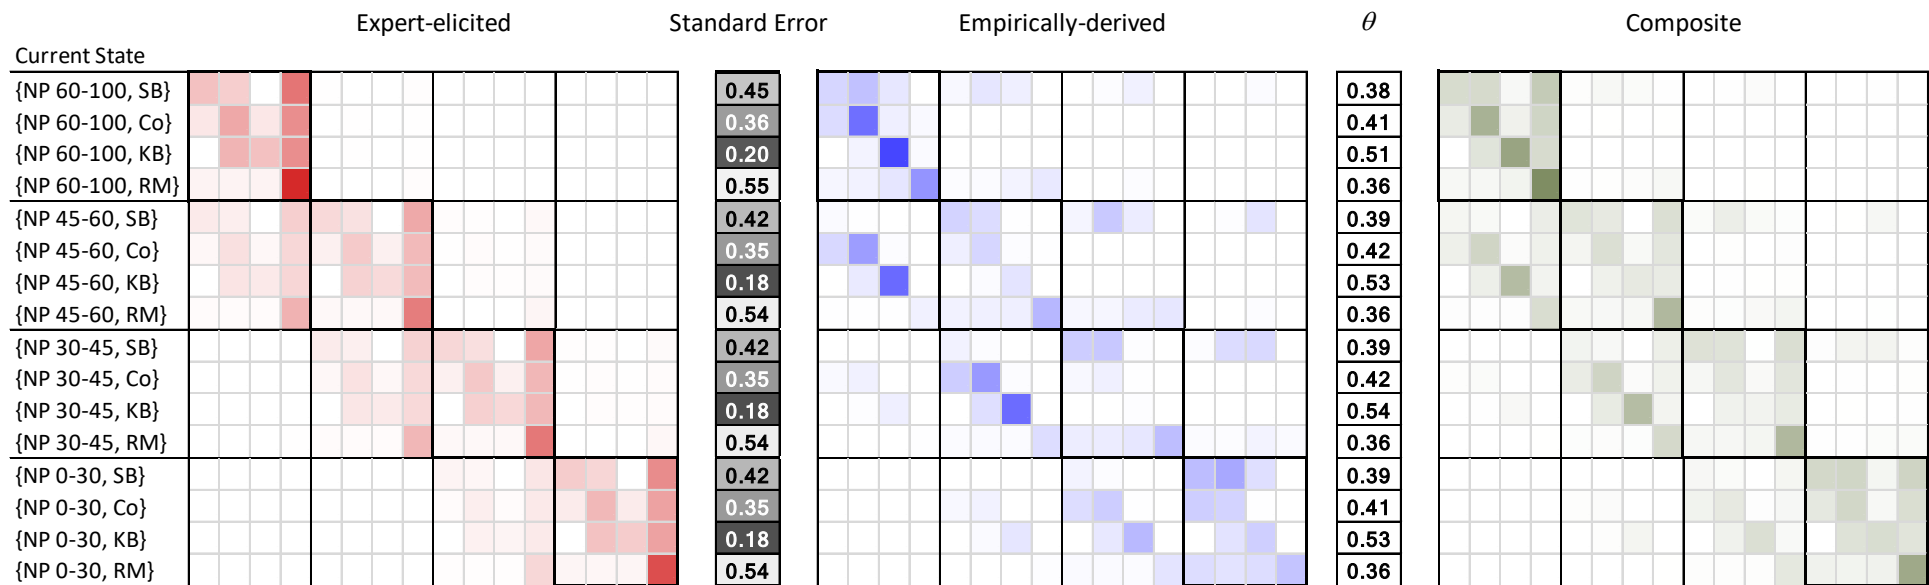 Expert-elicited Standard Error Empirically-derived θ Composite
Current State
{NP 60-100, SB} 0.45 0.38
{NP 60-100, Co} 0.36 0.41
{NP 60-100, KB} 0.20 0.51
{NP 60-100, RM} 0.55 0.36
{NP 45-60, SB} 0.42 0.39
{NP 45-60, Co} 0.35 0.42
{NP 45-60, KB} 0.18 0.53
{NP 45-60, RM} 0.54 0.36
{NP 30-45, SB} 0.42 0.39
{NP 30-45, Co} 0.35 0.42
{NP 30-45, KB} 0.18 0.54
{NP 30-45, RM} 0.54 0.36
{NP 0-30, SB} 0.42 0.39
{NP 0-30, Co} 0.35 0.41
{NP 0-30, KB} 0.18 0.53
{NP 0-30, RM} 0.54 0.36